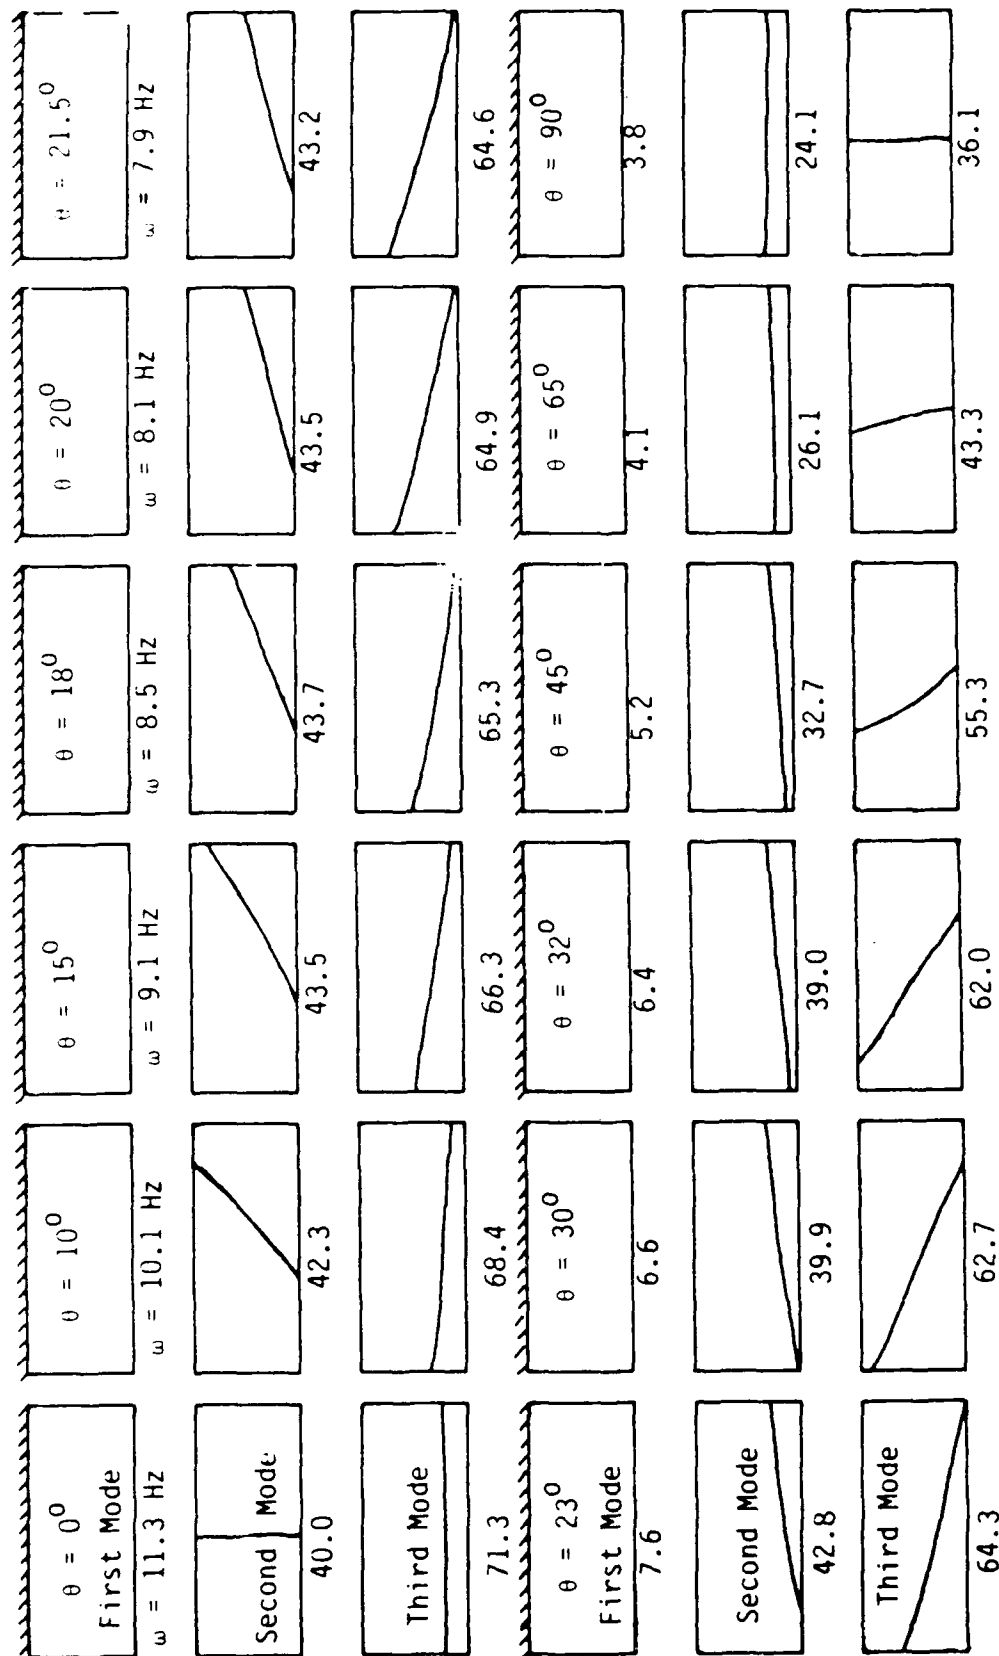 θ = 0°
First Mode
ω = 11.3 Hz
Second Mode
40.0
Third Mode
71.3
θ = 10°
ω = 10.1 Hz
42.3
68.4
θ = 15°
ω = 9.1 Hz
43.5
66.3
θ = 18°
ω = 8.5 Hz
43.7
65.3
θ = 20°
ω = 8.1 Hz
43.5
64.9
θ = 21.5°
ω = 7.9 Hz
43.2
64.6
θ = 23°
First Mode
7.6
Second Mode
42.8
Third Mode
64.3
θ = 30°
6.6
39.9
62.7
θ = 32°
6.4
39.0
62.0
θ = 45°
5.2
32.7
55.3
θ = 65°
4.1
26.1
43.3
θ = 90°
3.8
24.1
36.1